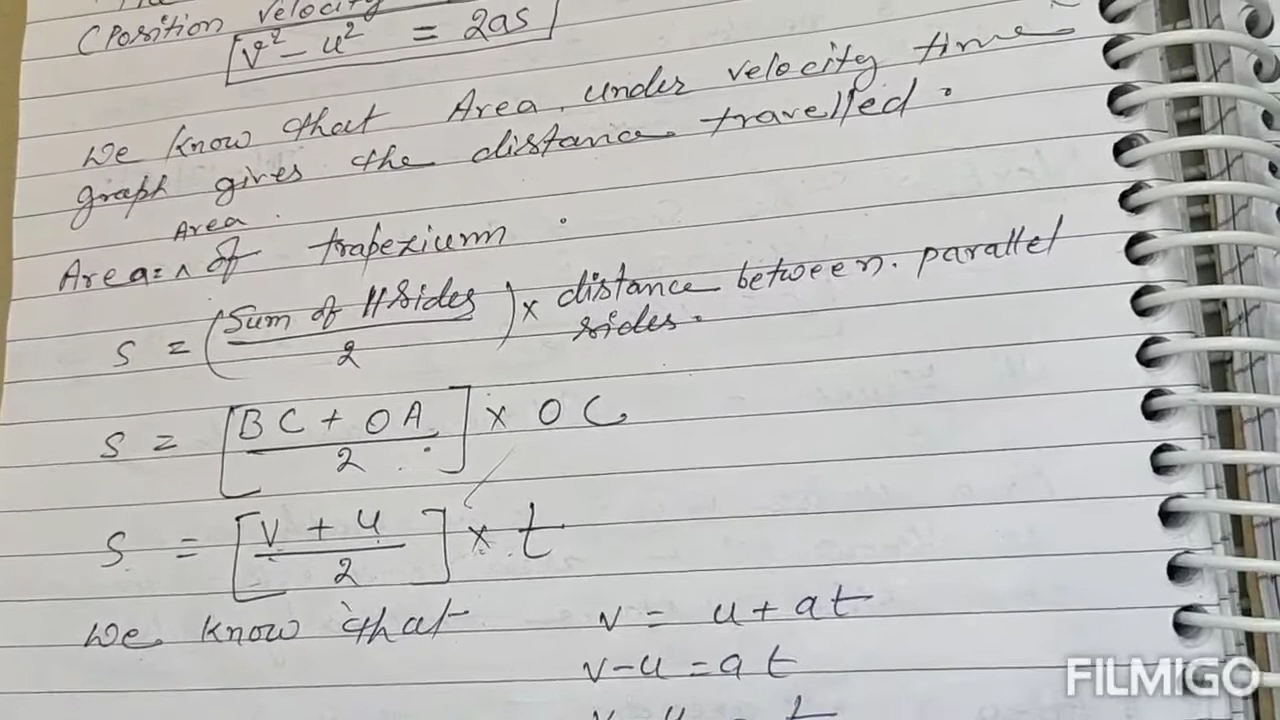 (Position Velocity
v² - u² = 2as
We know that Area under velocity time
graph gives the distance travelled.
Area
Area = ^ of trapezium
S = (Sum of 11 Sides / 2) × distance between parallel
sides.
S = [BC + OA / 2] × OC
S = [V + u / 2] × t
We know that v = u + at
v-u = at
FILMIGO